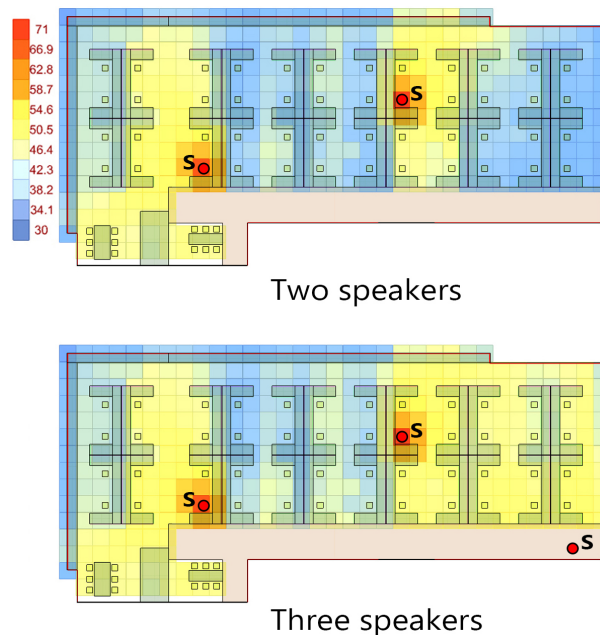 71
66.9
62.8
58.7
54.6
50.5
46.4
42.3
38.2
34.1
30
S
S
Two speakers
S
S
S
Three speakers